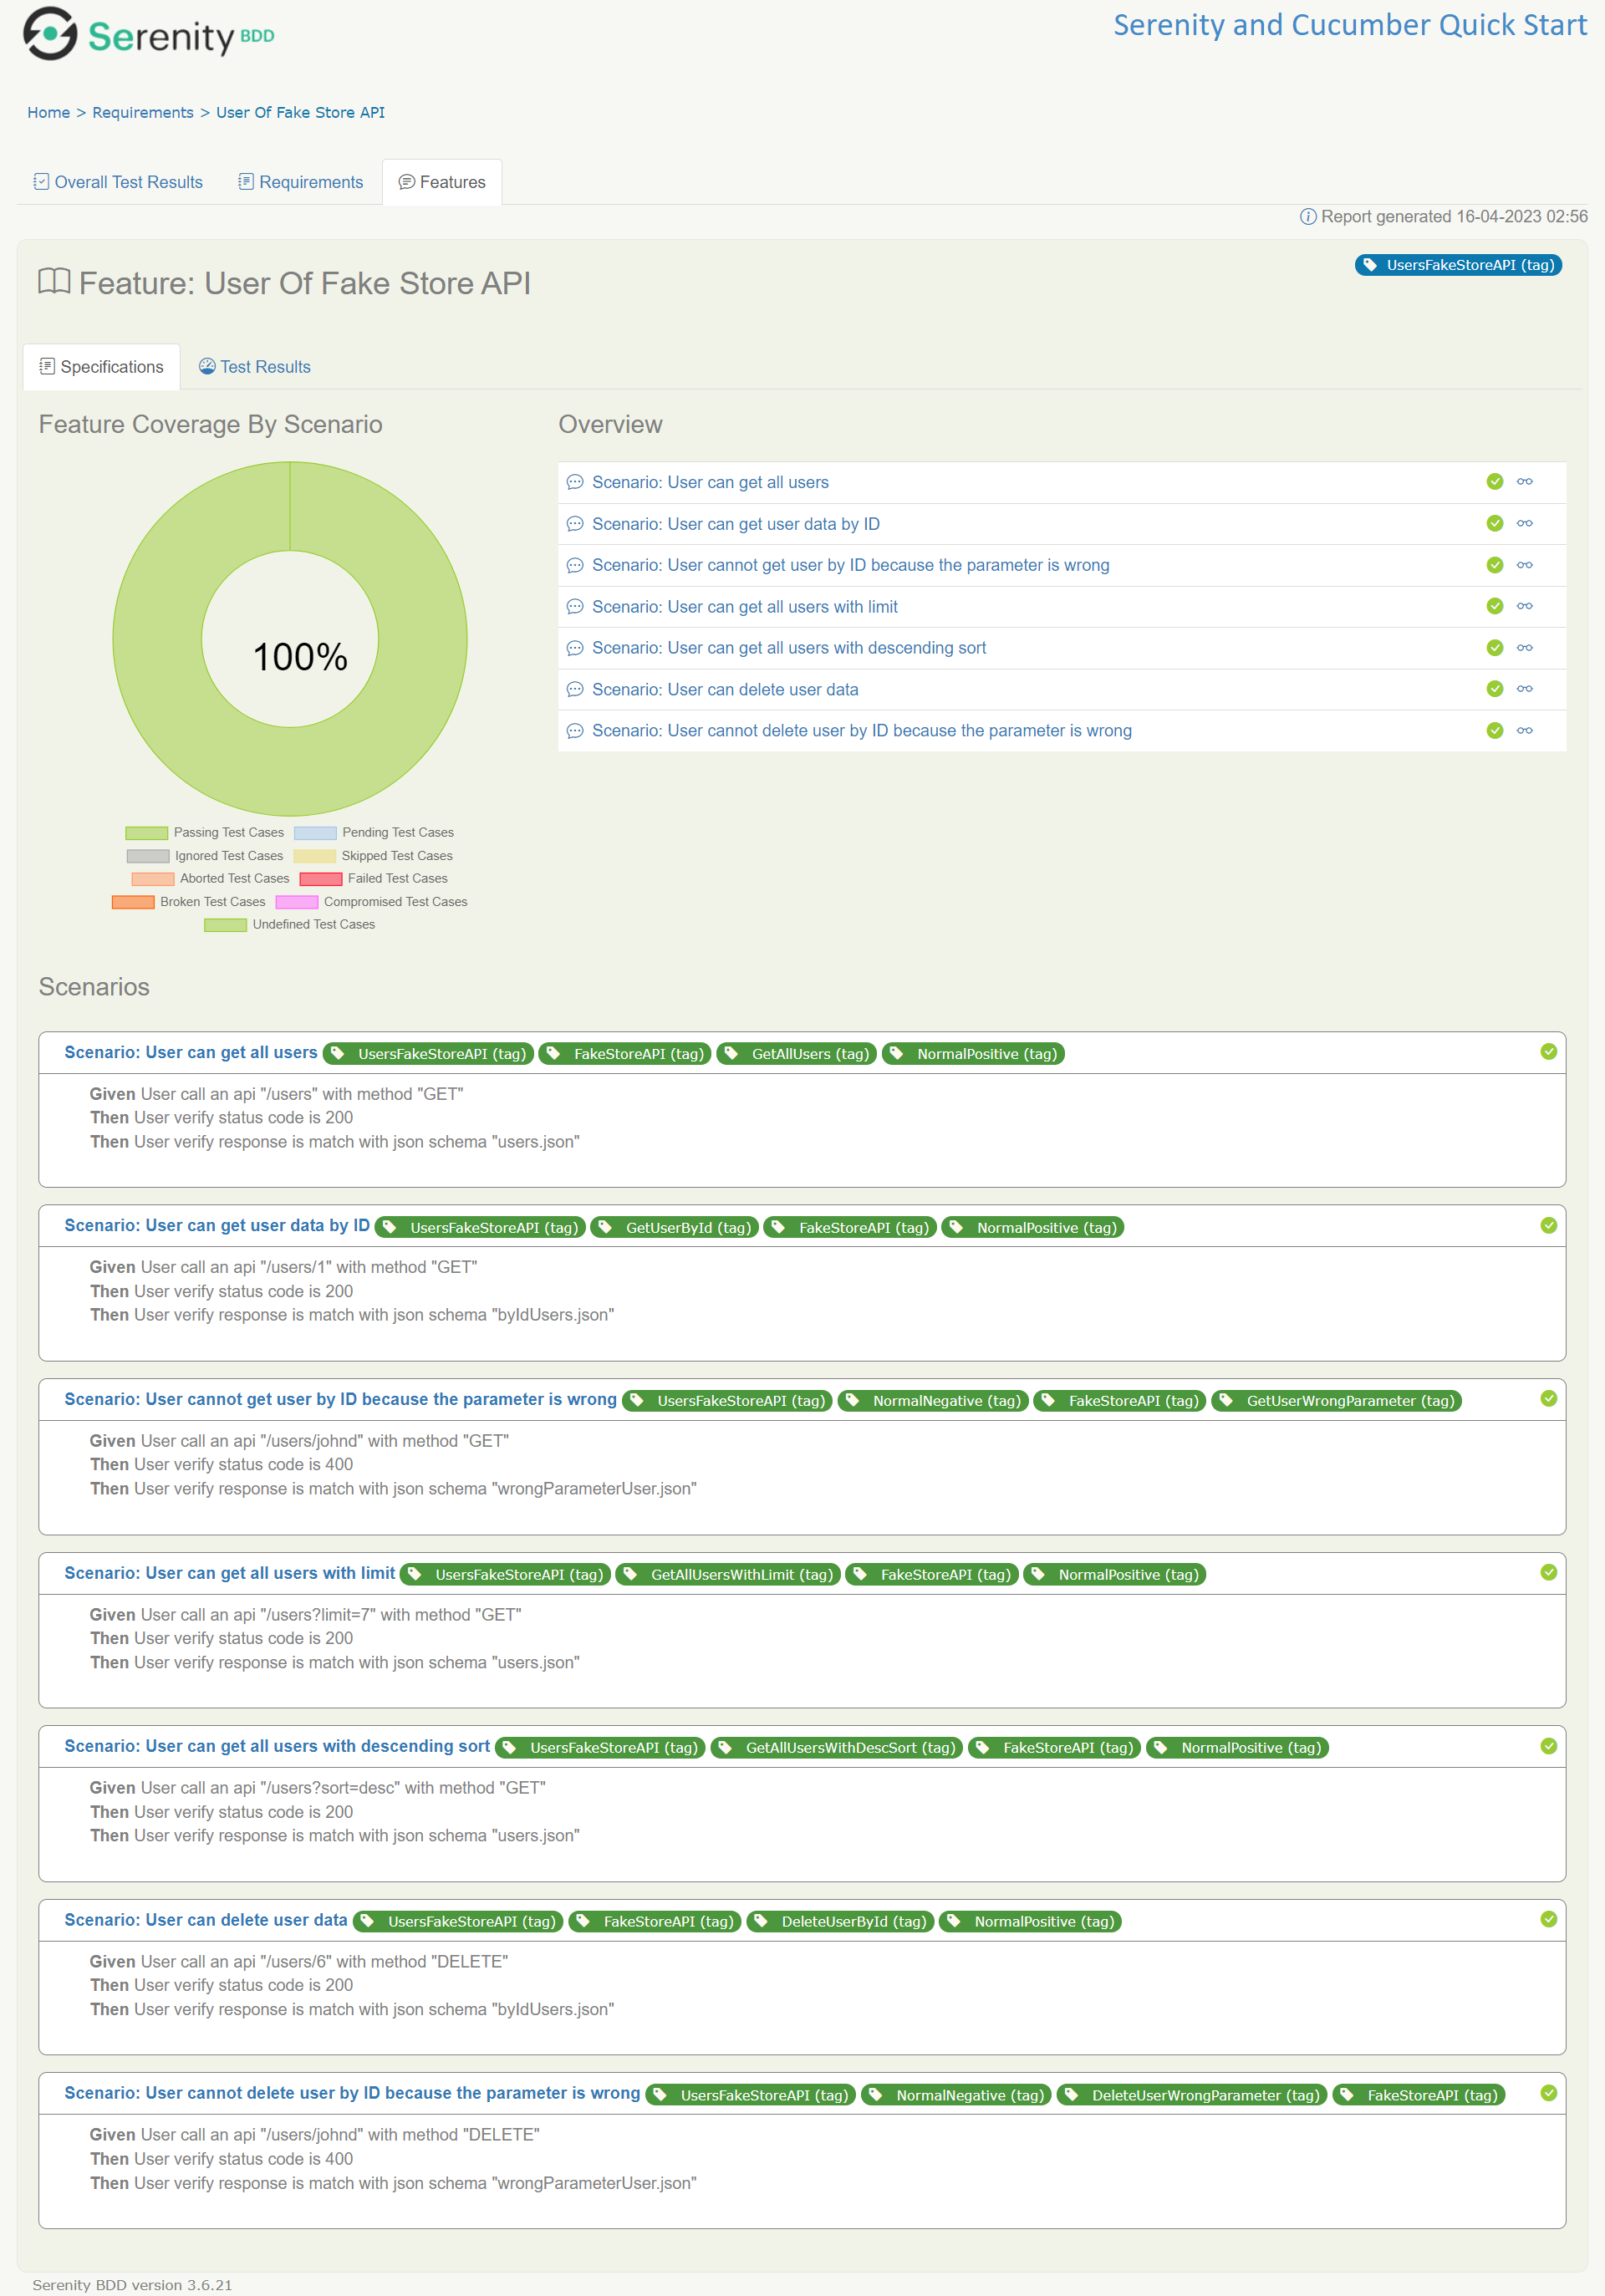 Serenity BDD
Serenity and Cucumber Quick Start
Home > Requirements > User Of Fake Store API
Overall Test Results Requirements Features
Report generated 16-04-2023 02:56
Feature: User Of Fake Store API
UsersFakeStoreAPI (tag)
Specifications Test Results
Feature Coverage By Scenario
100%
Passing Test Cases Pending Test Cases
Ignored Test Cases Skipped Test Cases
Aborted Test Cases Failed Test Cases
Broken Test Cases Compromised Test Cases
Undefined Test Cases
Overview
Scenario: User can get all users
Scenario: User can get user data by ID
Scenario: User cannot get user by ID because the parameter is wrong
Scenario: User can get all users with limit
Scenario: User can get all users with descending sort
Scenario: User can delete user data
Scenario: User cannot delete user by ID because the parameter is wrong
Scenarios
Scenario: User can get all users UsersFakeStoreAPI (tag) FakeStoreAPI (tag) GetAllUsers (tag) NormalPositive (tag)
Given User call an api "/users" with method "GET"
Then User verify status code is 200
Then User verify response is match with json schema "users.json"
Scenario: User can get user data by ID UsersFakeStoreAPI (tag) GetUserById (tag) FakeStoreAPI (tag) NormalPositive (tag)
Given User call an api "/users/1" with method "GET"
Then User verify status code is 200
Then User verify response is match with json schema "byIdUsers.json"
Scenario: User cannot get user by ID because the parameter is wrong UsersFakeStoreAPI (tag) NormalNegative (tag) FakeStoreAPI (tag) GetUserWrongParameter (tag)
Given User call an api "/users/johnd" with method "GET"
Then User verify status code is 400
Then User verify response is match with json schema "wrongParameterUser.json"
Scenario: User can get all users with limit UsersFakeStoreAPI (tag) GetAllUsersWithLimit (tag) FakeStoreAPI (tag) NormalPositive (tag)
Given User call an api "/users?limit=7" with method "GET"
Then User verify status code is 200
Then User verify response is match with json schema "users.json"
Scenario: User can get all users with descending sort UsersFakeStoreAPI (tag) GetAllUsersWithDescSort (tag) FakeStoreAPI (tag) NormalPositive (tag)
Given User call an api "/users?sort=desc" with method "GET"
Then User verify status code is 200
Then User verify response is match with json schema "users.json"
Scenario: User can delete user data UsersFakeStoreAPI (tag) FakeStoreAPI (tag) DeleteUserById (tag) NormalPositive (tag)
Given User call an api "/users/6" with method "DELETE"
Then User verify status code is 200
Then User verify response is match with json schema "byIdUsers.json"
Scenario: User cannot delete user by ID because the parameter is wrong UsersFakeStoreAPI (tag) NormalNegative (tag) DeleteUserWrongParameter (tag) FakeStoreAPI (tag)
Given User call an api "/users/johnd" with method "DELETE"
Then User verify status code is 400
Then User verify response is match with json schema "wrongParameterUser.json"
Serenity BDD version 3.6.21